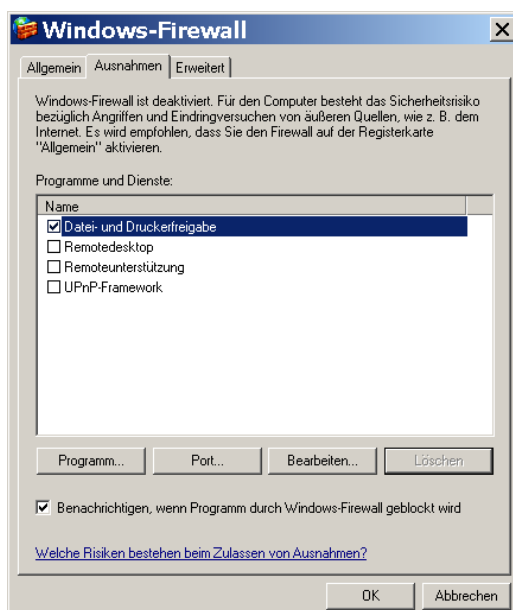 Windows-Firewall
Allgemein Ausnahmen Erweitert
Windows-Firewall ist deaktiviert. Für den Computer besteht das Sicherheitsrisiko
bezüglich Angriffen und Eindringversuchen von äußeren Quellen, wie z. B. dem
Internet. Es wird empfohlen, dass Sie den Firewall auf der Registerkarte
"Allgemein" aktivieren.
Programme und Dienste:
Name
Datei- und Druckerfreigabe
Remotedesktop
Remoteunterstützung
UPnP-Framework
Programm... Port... Bearbeiten... Löschen
Benachrichtigen, wenn Programm durch Windows-Firewall geblockt wird
Welche Risiken bestehen beim Zulassen von Ausnahmen?
OK Abbrechen